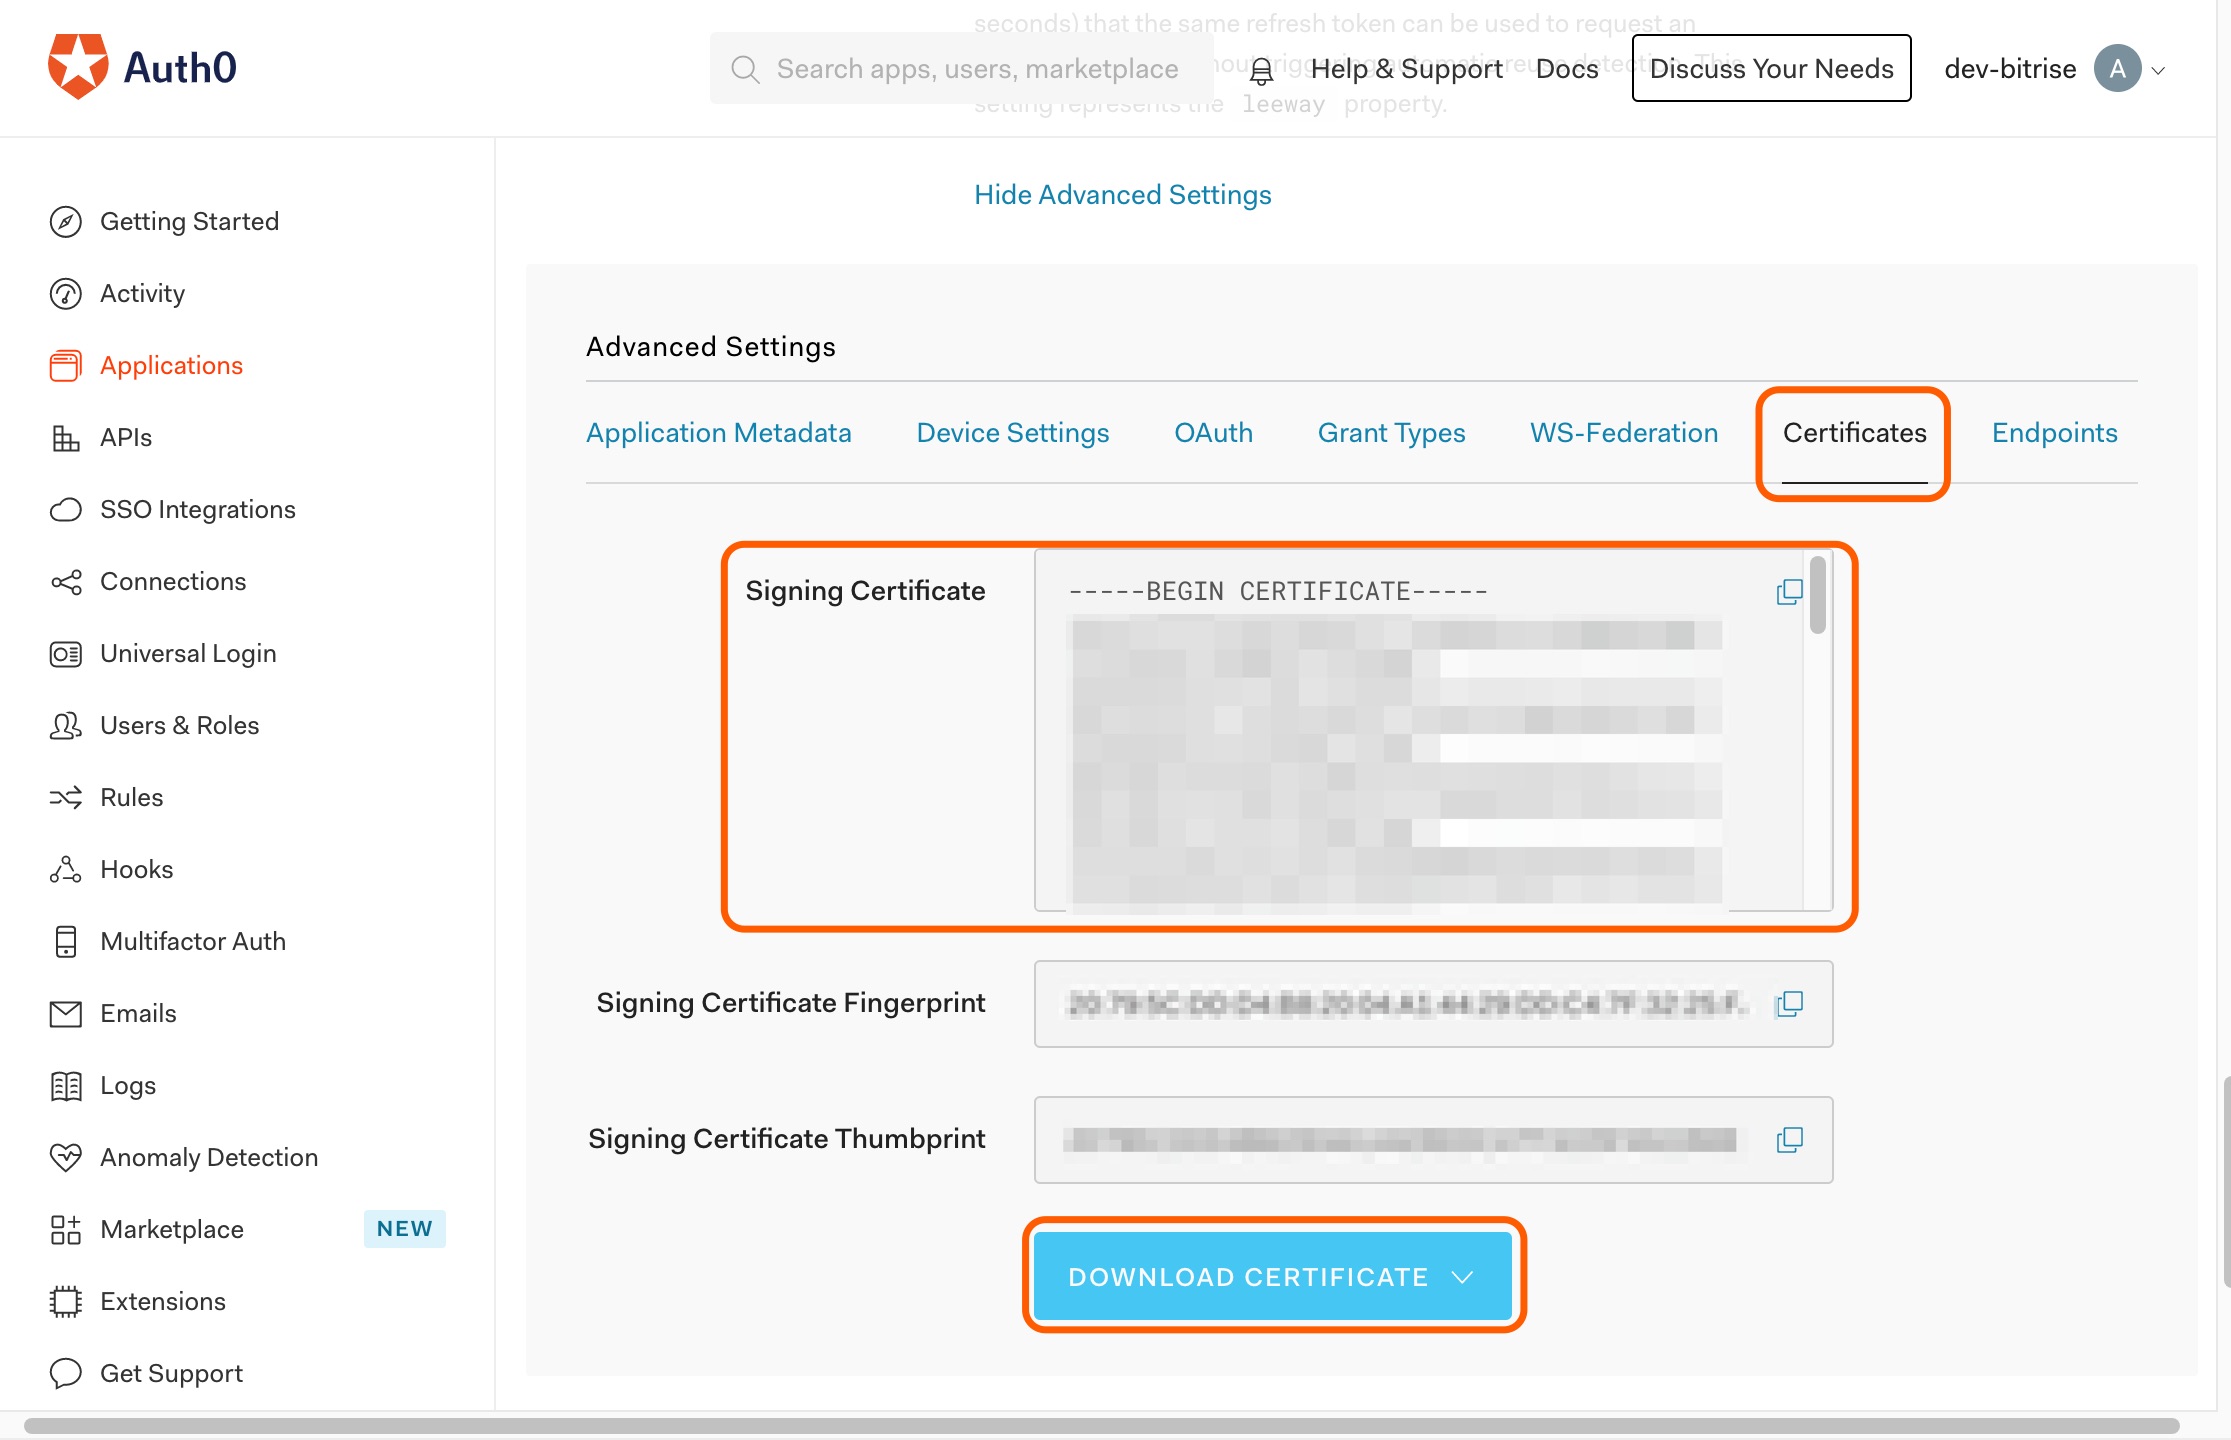 seconds) that the same refresh token can be used to request an
Auth0
Search apps, users, marketplace
Help & Support
Docs
Discuss Your Needs
dev-bitrise
A
setting represents the leeway property.
Hide Advanced Settings
Getting Started
Activity
Applications
APIs
SSO Integrations
Connections
Universal Login
Users & Roles
Rules
Hooks
Multifactor Auth
Emails
Logs
Anomaly Detection
Marketplace NEW
Extensions
Get Support
Advanced Settings
Application Metadata Device Settings OAuth Grant Types WS-Federation Certificates Endpoints
Signing Certificate
-----BEGIN CERTIFICATE-----
Signing Certificate Fingerprint
Signing Certificate Thumbprint
DOWNLOAD CERTIFICATE